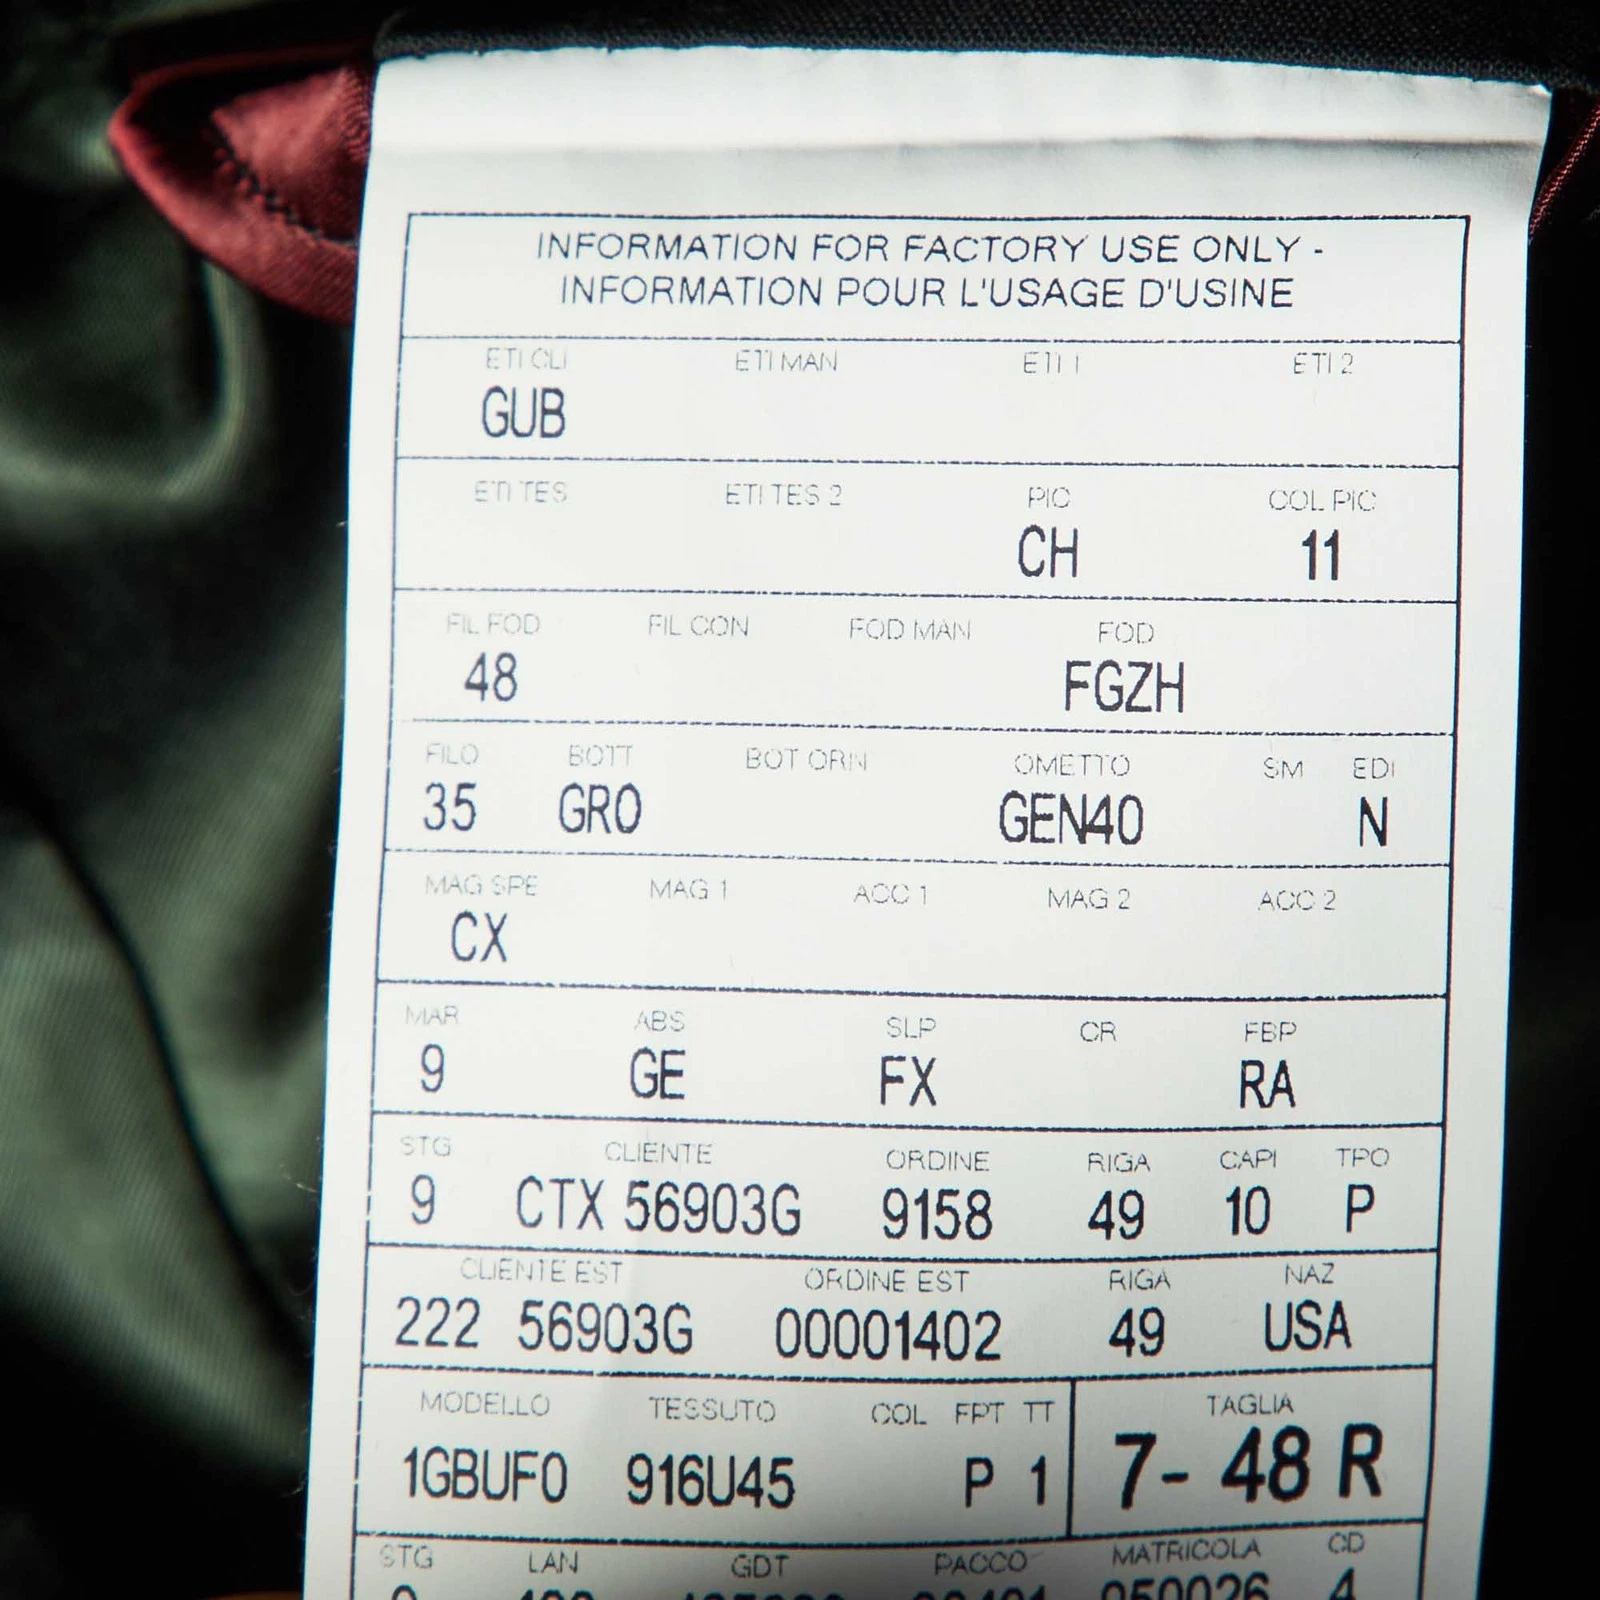 INFORMATION FOR FACTORY USE ONLY -
INFORMATION POUR L'USAGE D'USINE
ETI CLI ETI MAN ETI 1 ETI 2
GUB
ETI TES ETI TES 2 PIC COL PIC
CH 11
FIL FOD FIL CON FOD MAN FOD
48 FGZH
FILO BOTT BOT ORN OMETTO SM EDI
35 GRO GEN40 N
MAG SPE MAG 1 ACC 1 MAG 2 ACC 2
CX
MAR ABS SLP CR FBP
9 GE FX RA
STG CLIENTE ORDINE RIGA CAPI TPO
9 CTX 56903G 9158 49 10 P
CLIENTE EST ORDINE EST RIGA NAZ
222 56903G 00001402 49 USA
MODELLO TESSUTO COL FPT TT TAGLIA
1GBUF0 916U45 P 1 7- 48 R
STG LAN GDT PACCO MATRICOLA CD
050026 4